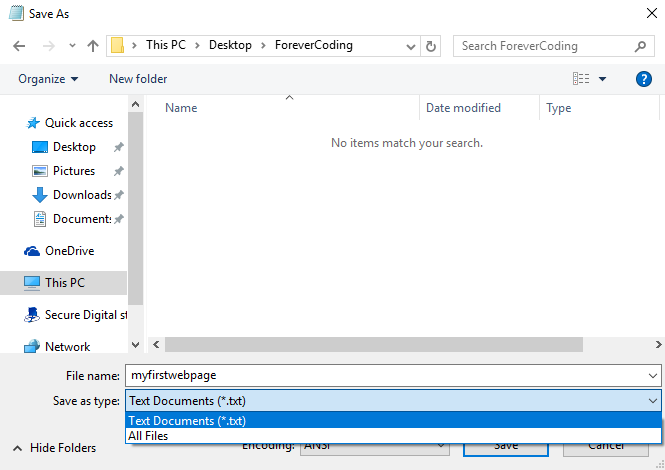 Save As
This PC > Desktop > ForeverCoding
Search ForeverCoding
Organize
New folder
?
Name
Date modified
Type
No items match your search.
Quick access
Desktop
Pictures
Downloads
Documents
OneDrive
This PC
Secure Digital st
Network
File name: myfirstwebpage
Save as type: Text Documents (*.txt)
Text Documents (*.txt)
All Files
Hide Folders
Encoding: ANSI
Save
Cancel